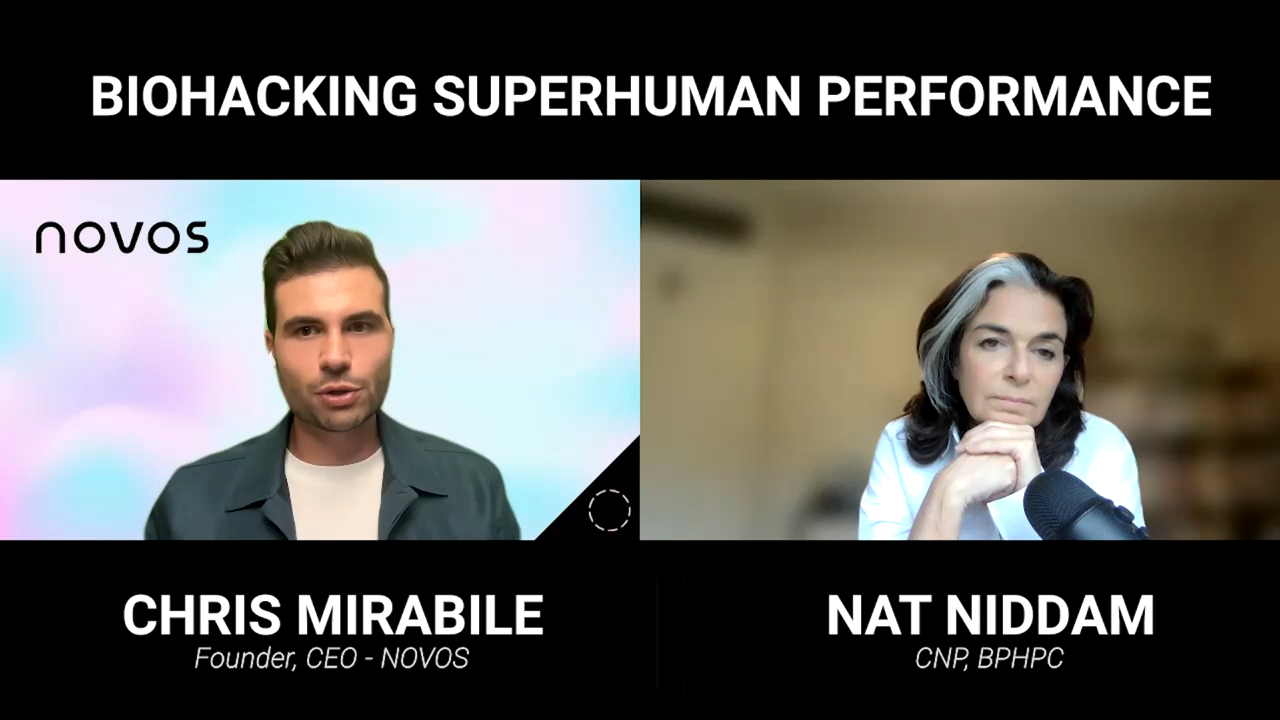 BIOHACKING SUPERHUMAN PERFORMANCE
novos
CHRIS MIRABILE
Founder, CEO - NOVOS
NAT NIDDAM
CNP, BPHPC